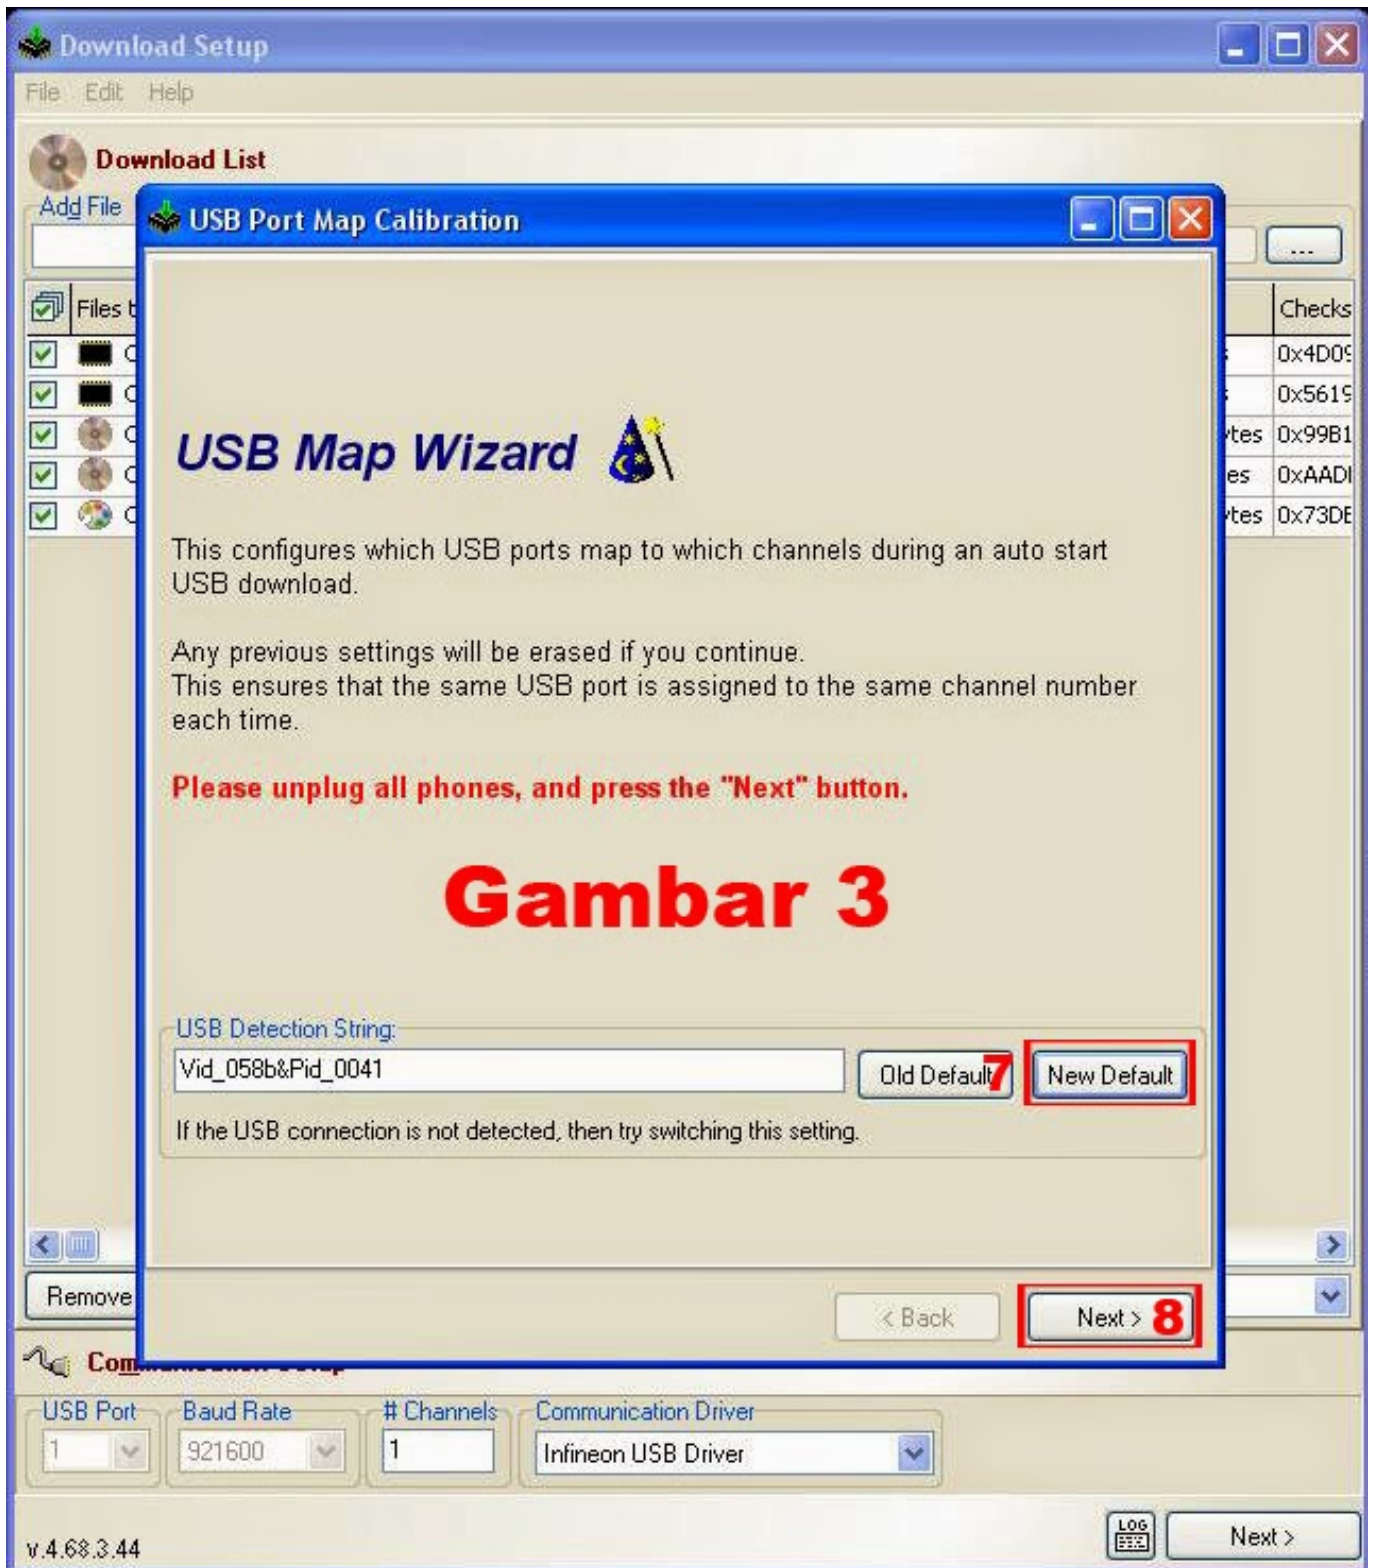 Download Setup
File Edit Help
Download List
Add File
...
Files
Checks
0x4D09
0x5619
ytes 0x99B1
es 0xAAD
ytes 0x73DE
USB Port Map Calibration
USB Map Wizard
This configures which USB ports map to which channels during an auto start
USB download.
Any previous settings will be erased if you continue.
This ensures that the same USB port is assigned to the same channel number
each time.
Please unplug all phones, and press the "Next" button.
Gambar 3
USB Detection String:
Vid_058b&Pid_0041
Old Default 7 New Default
If the USB connection is not detected, then try switching this setting.
< Back Next > 8
Remove
USB Port Baud Rate # Channels Communication Driver
1 921600 1 Infineon USB Driver
LOG
v.4.68.3.44 Next >